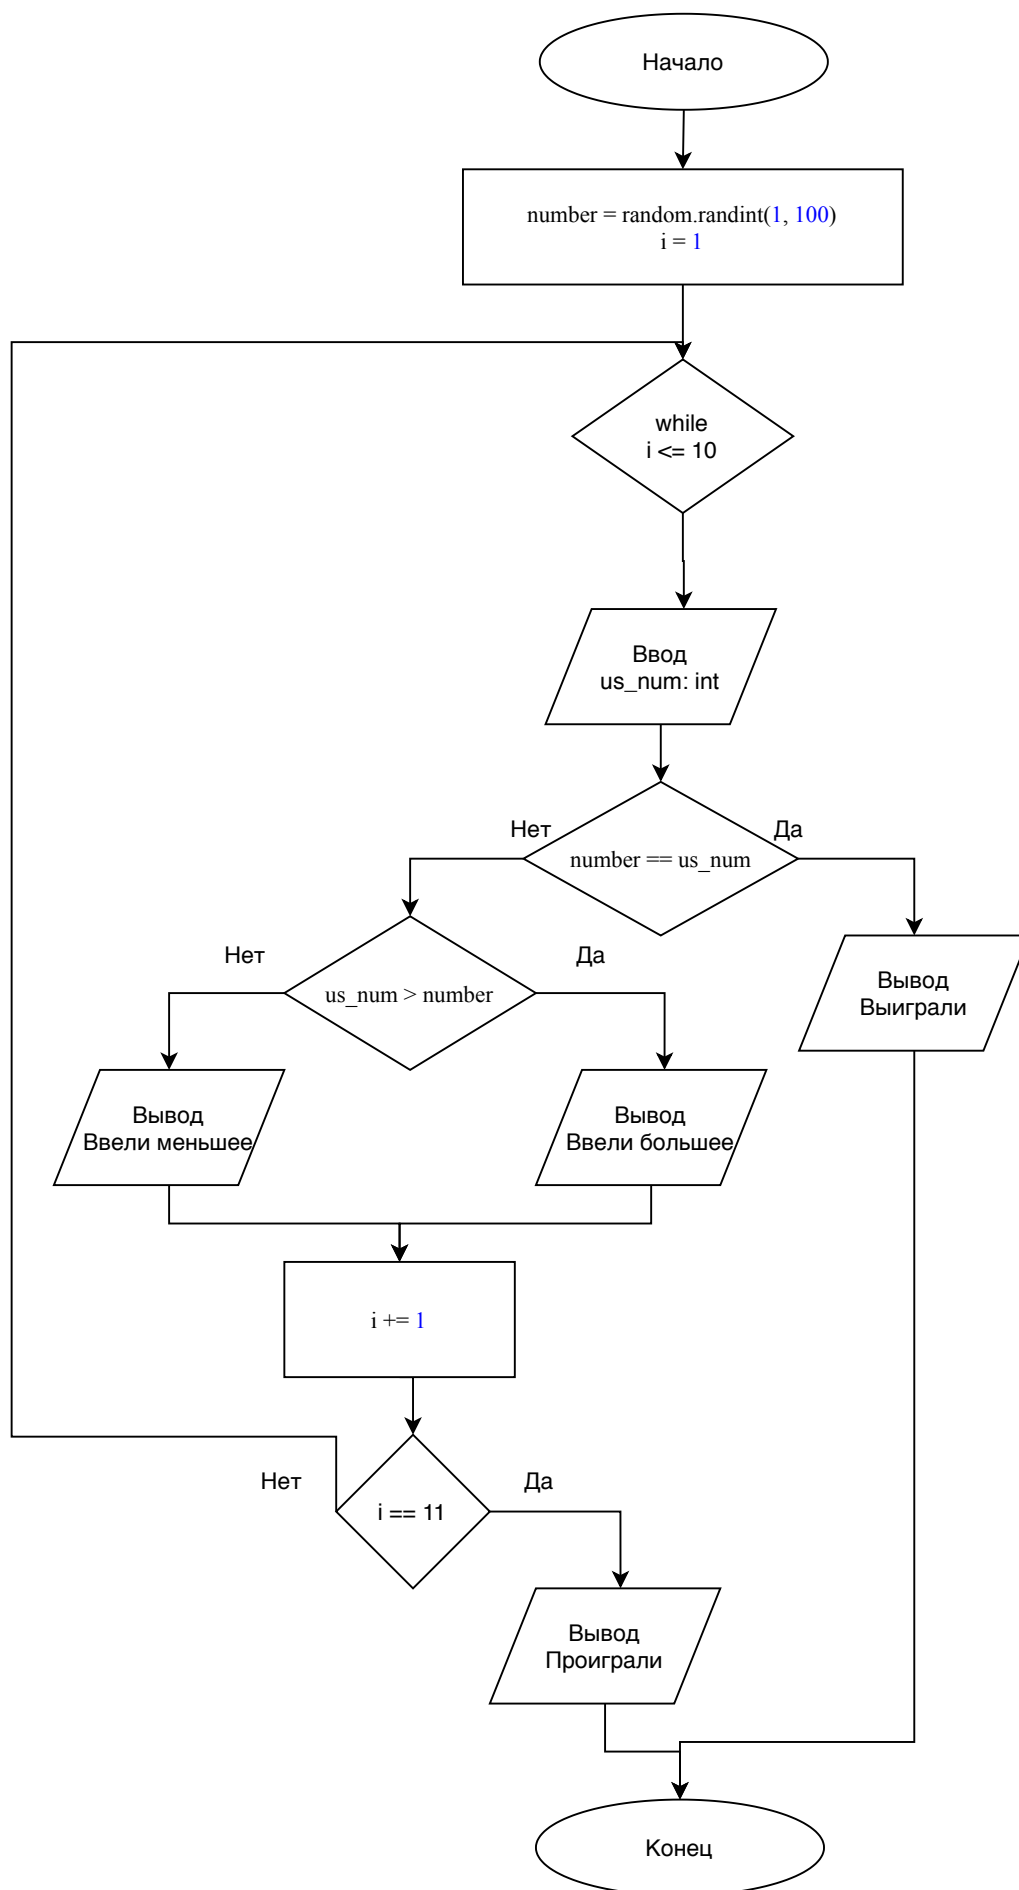 Начало
number = random.randint(1, 100)
i = 1
while
i <= 10
Ввод
us_num: int
Нет
Да
number == us_num
Нет
Да
us_num > number
Вывод
Выиграли
Вывод
Ввели меньшее
Вывод
Ввели большее
i += 1
Нет
Да
i == 11
Вывод
Проиграли
Конец